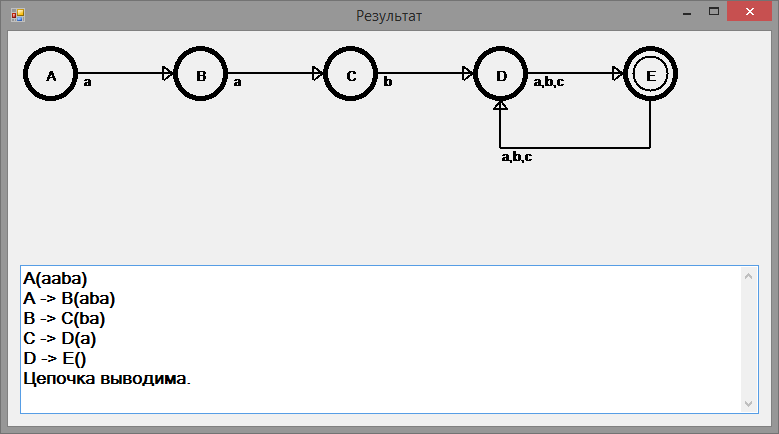 Результат
A B C D E
a a b a,b,c
a,b,c
A(aaba)
A -> B(aba)
B -> C(ba)
C -> D(a)
D -> E()
Цепочка выводима.